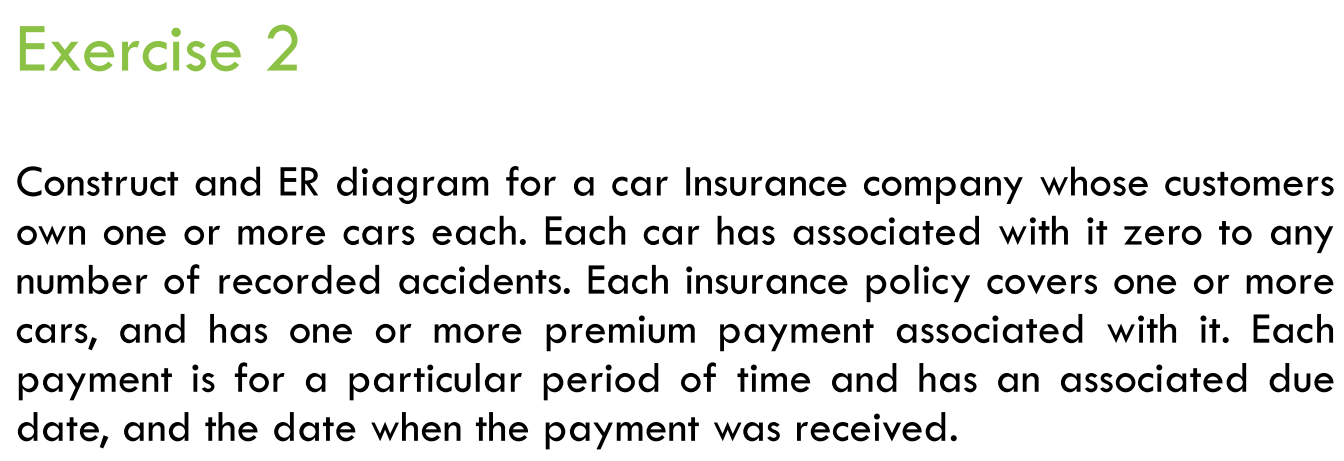 Exercise 2
Construct and ER diagram for a car Insurance company whose customers
own one or more cars each. Each car has associated with it zero to any
number of recorded accidents. Each insurance policy covers one or more
cars, and has one or more premium payment associated with it. Each
payment is for a particular period of time and has an associated due
date, and the date when the payment was received.